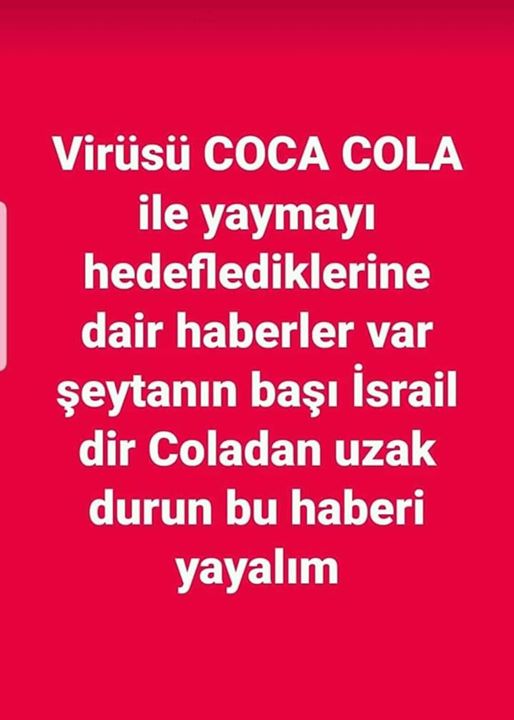 Virüsü COCA COLA
ile yaymayı
hedeflediklerine
dair haberler var
şeytanın başı İsrail
dir Coladan uzak
durun bu haberi
yayalım